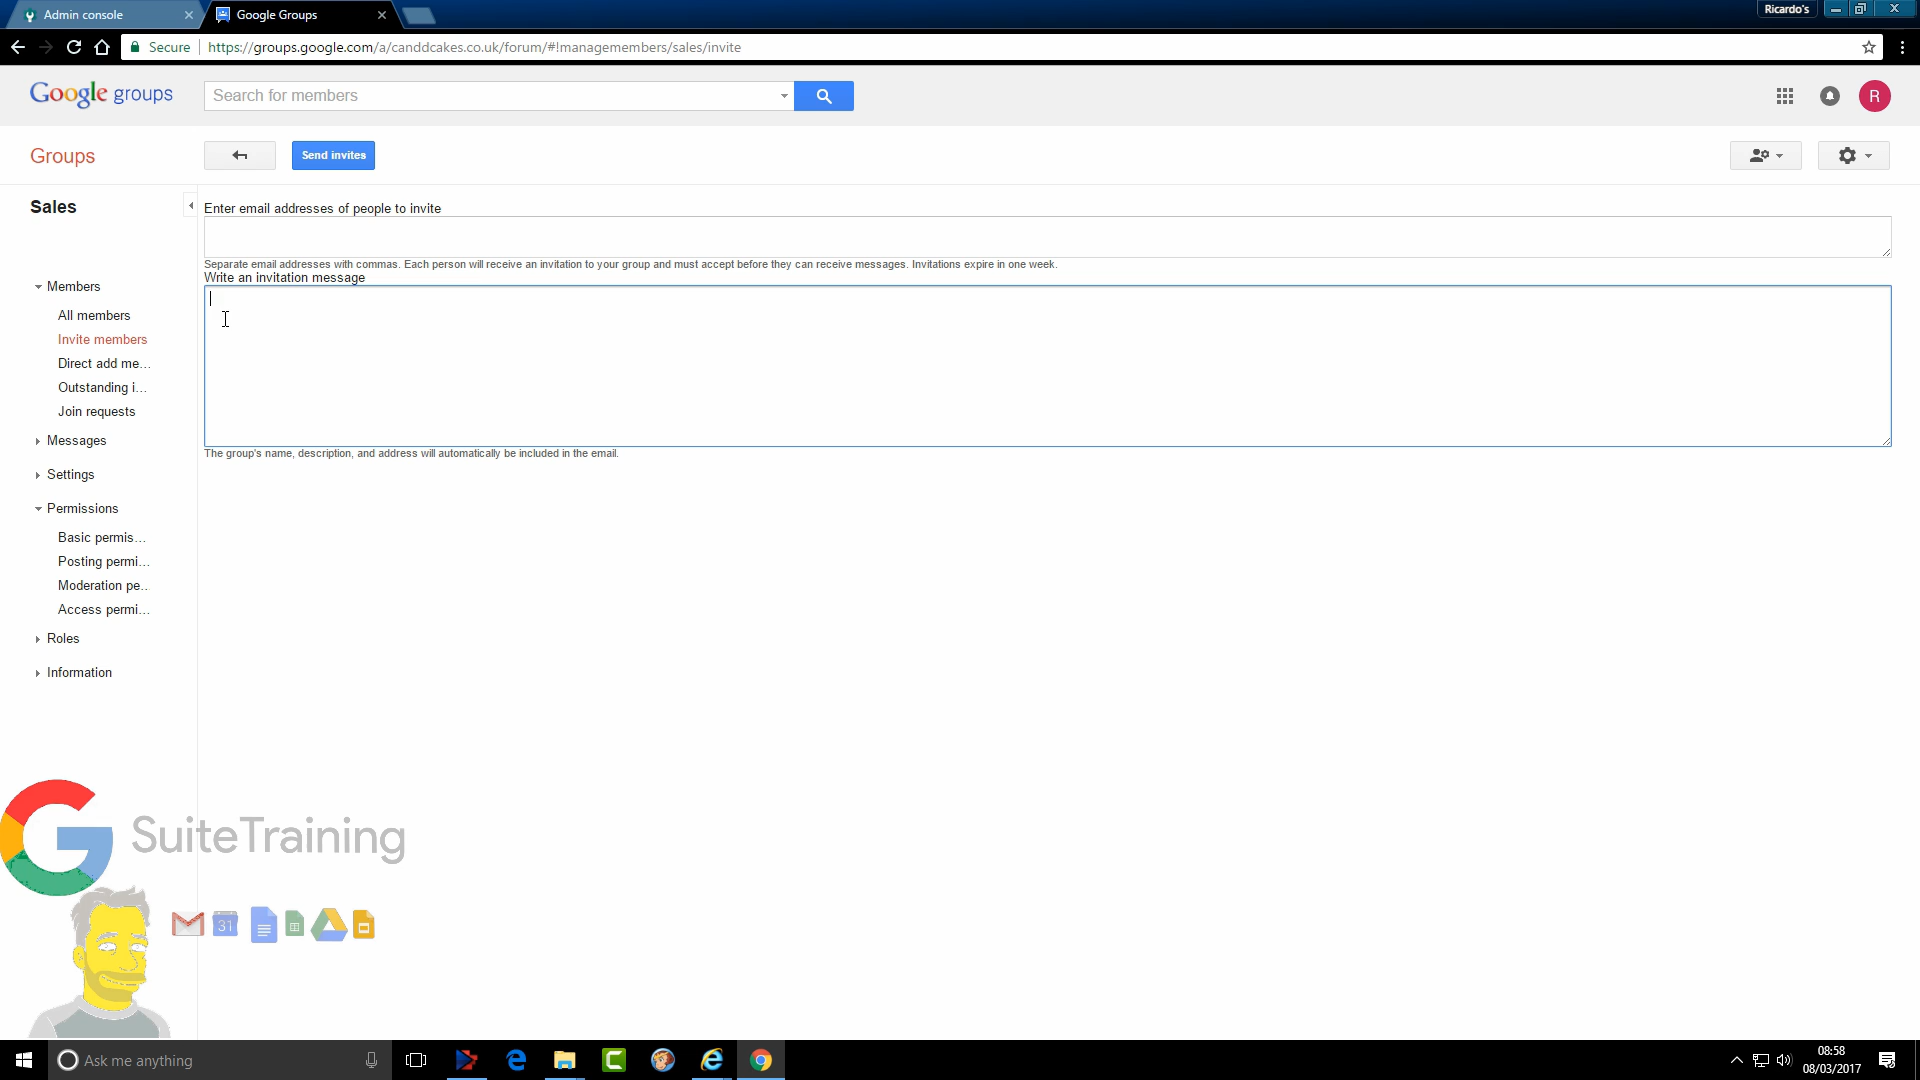 Admin console
Google Groups
Ricardo's
Secure
https://groups.google.com/a/canddcakes.co.uk/forum/#!managemembers/sales/invite
Google groups
Search for members
R
Groups
Send invites
Sales
Enter email addresses of people to invite
Separate email addresses with commas. Each person will receive an invitation to your group and must accept before they can receive messages. Invitations expire in one week.
Write an invitation message
The group's name, description, and address will automatically be included in the email.
Members
All members
Invite members
Direct add me...
Outstanding i...
Join requests
Messages
Settings
Permissions
Basic permis...
Posting permi...
Moderation pe...
Access permi...
Roles
Information
G SuiteTraining
31
Ask me anything
08:58
08/03/2017